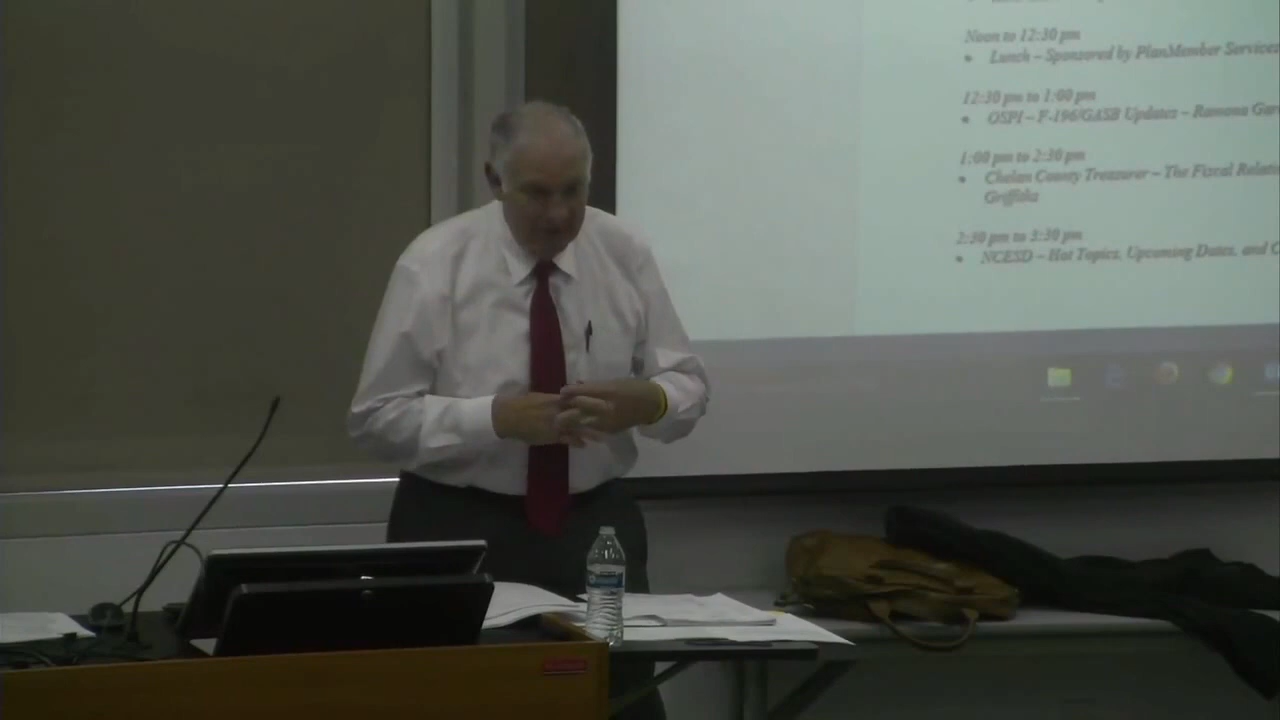 Noon to 12:30 pm
• Lunch – Sponsored by PlanMember Services
12:30 pm to 1:00 pm
• OSPI – F-196/GASB Updates – Ramona
1:00 pm to 2:30 pm
• Chelan County Treasurer – The Fiscal
Griffiths
2:30 pm to 3:30 pm
• NCESD – Hot Topics, Upcoming Dates, and